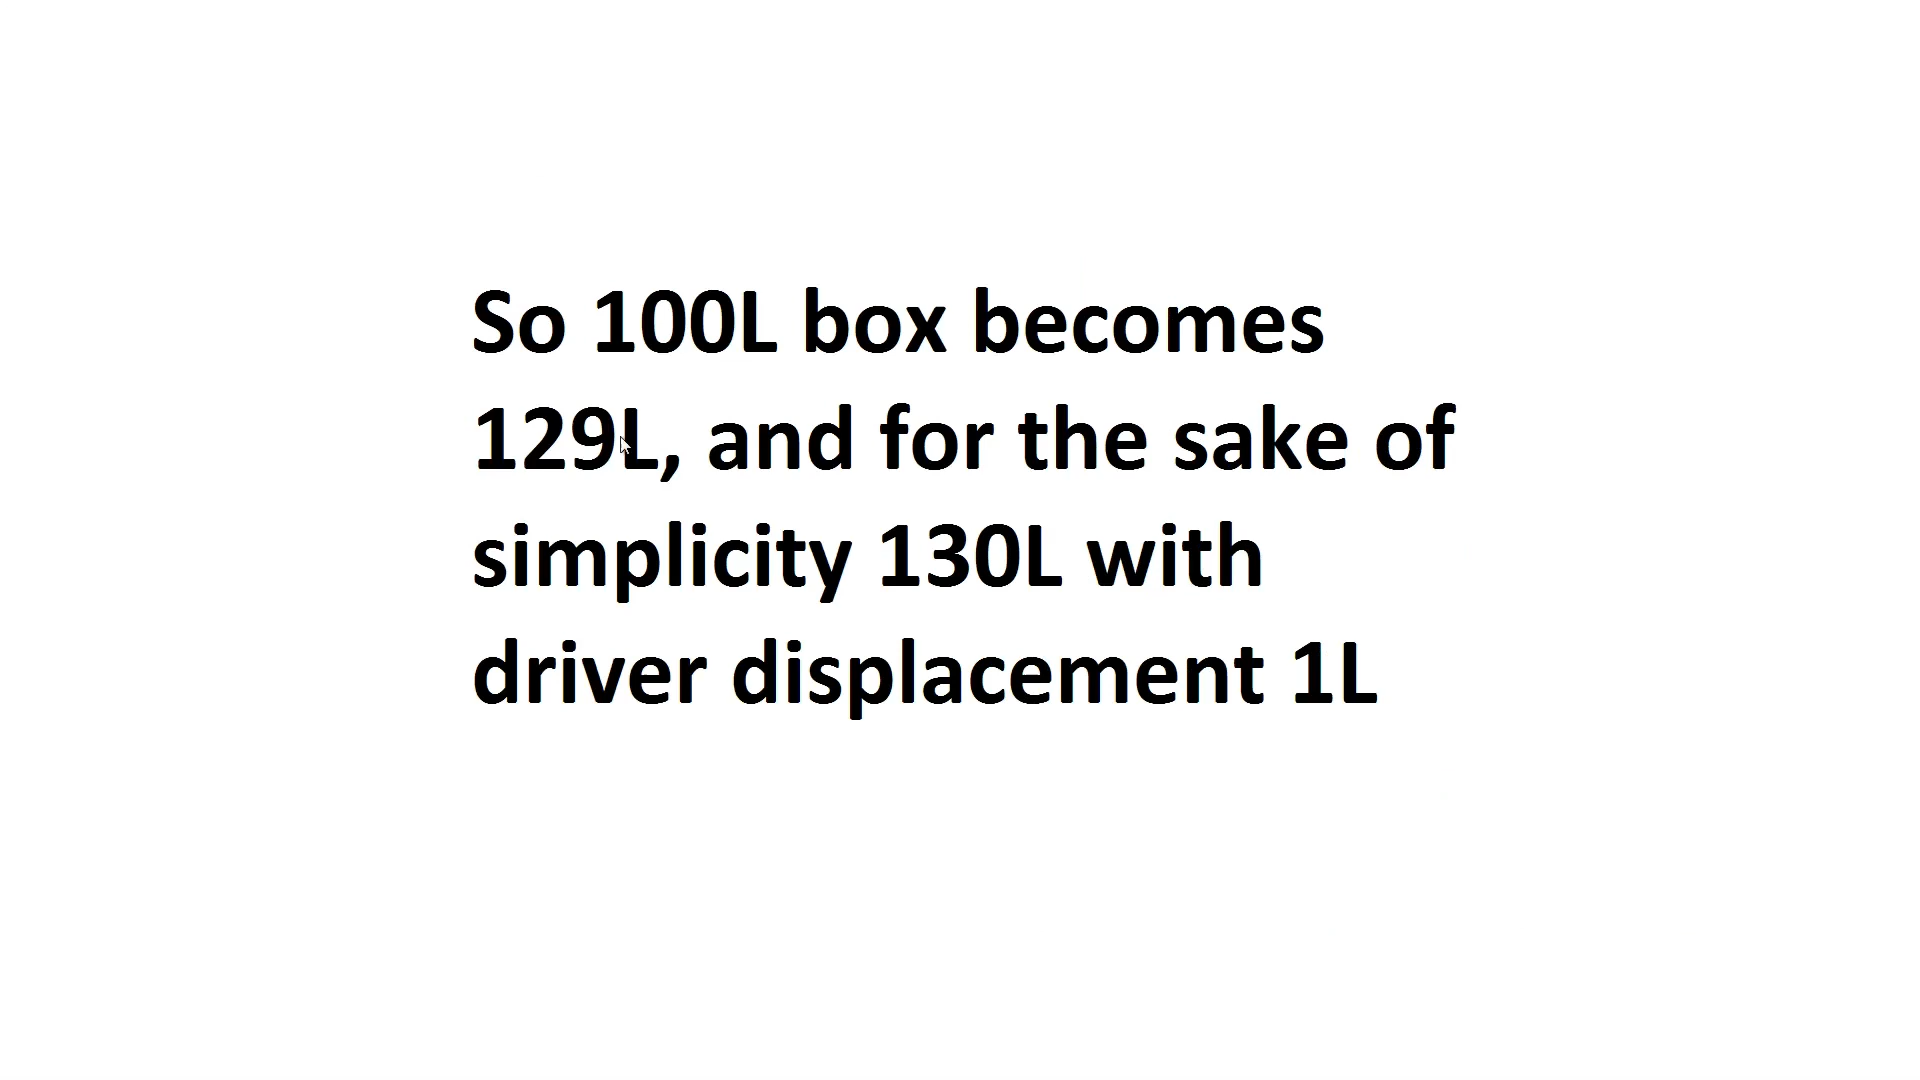 So 100L box becomes
129L, and for the sake of
simplicity 130L with
driver displacement 1L